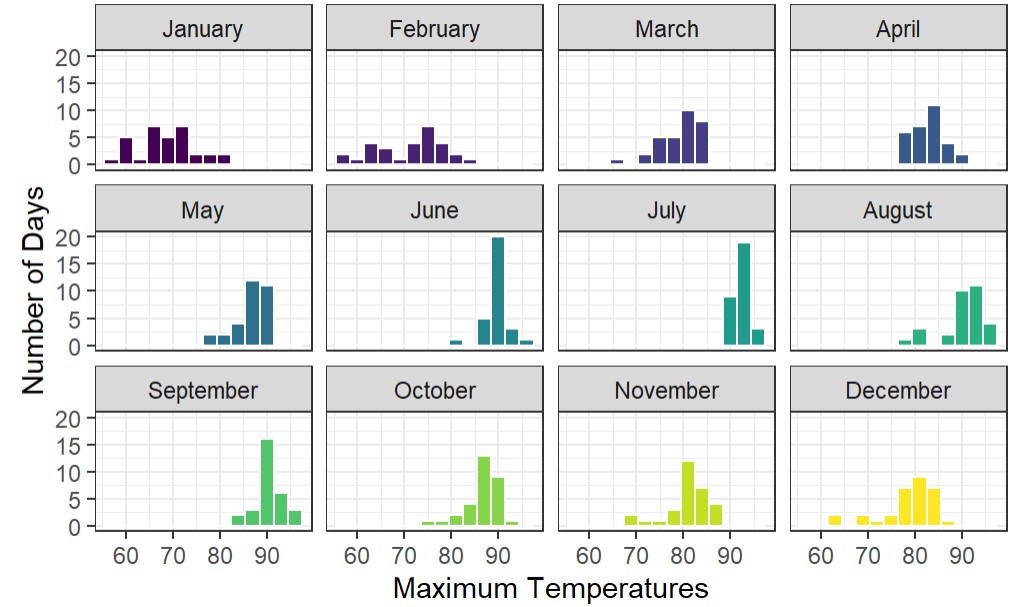 January February March April
20
15
10
5
0
May June July August
20
15
10
5
0
Number of Days
September October November December
20
15
10
5
0
60 70 80 90 60 70 80 90 60 70 80 90 60 70 80 90
Maximum Temperatures